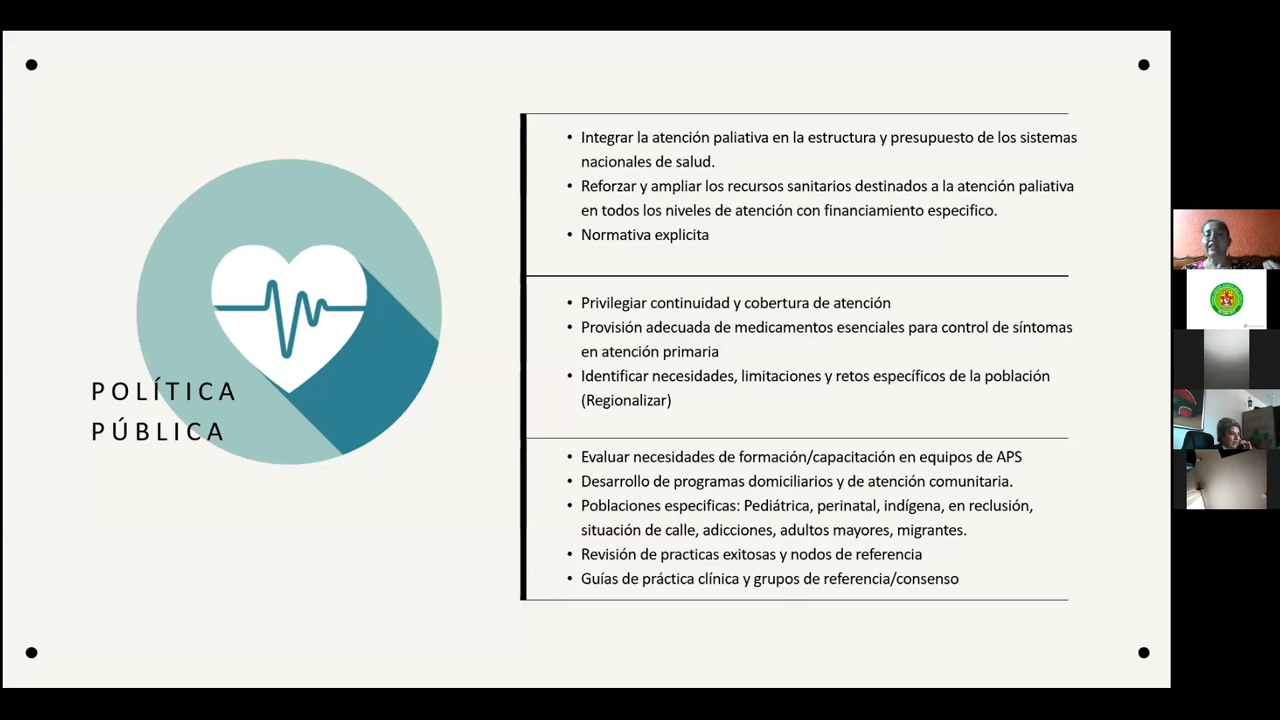 POLÍTICA
PÚBLICA
• Integrar la atención paliativa en la estructura y presupuesto de los sistemas
nacionales de salud.
• Reforzar y ampliar los recursos sanitarios destinados a la atención paliativa
en todos los niveles de atención con financiamiento especifico.
• Normativa explicita
• Privilegiar continuidad y cobertura de atención
• Provisión adecuada de medicamentos esenciales para control de síntomas
en atención primaria
• Identificar necesidades, limitaciones y retos específicos de la población
(Regionalizar)
• Evaluar necesidades de formación/capacitación en equipos de APS
• Desarrollo de programas domiciliarios y de atención comunitaria.
• Poblaciones especificas: Pediátrica, perinatal, indígena, en reclusión,
situación de calle, adicciones, adultos mayores, migrantes.
• Revisión de practicas exitosas y nodos de referencia
• Guías de práctica clínica y grupos de referencia/consenso